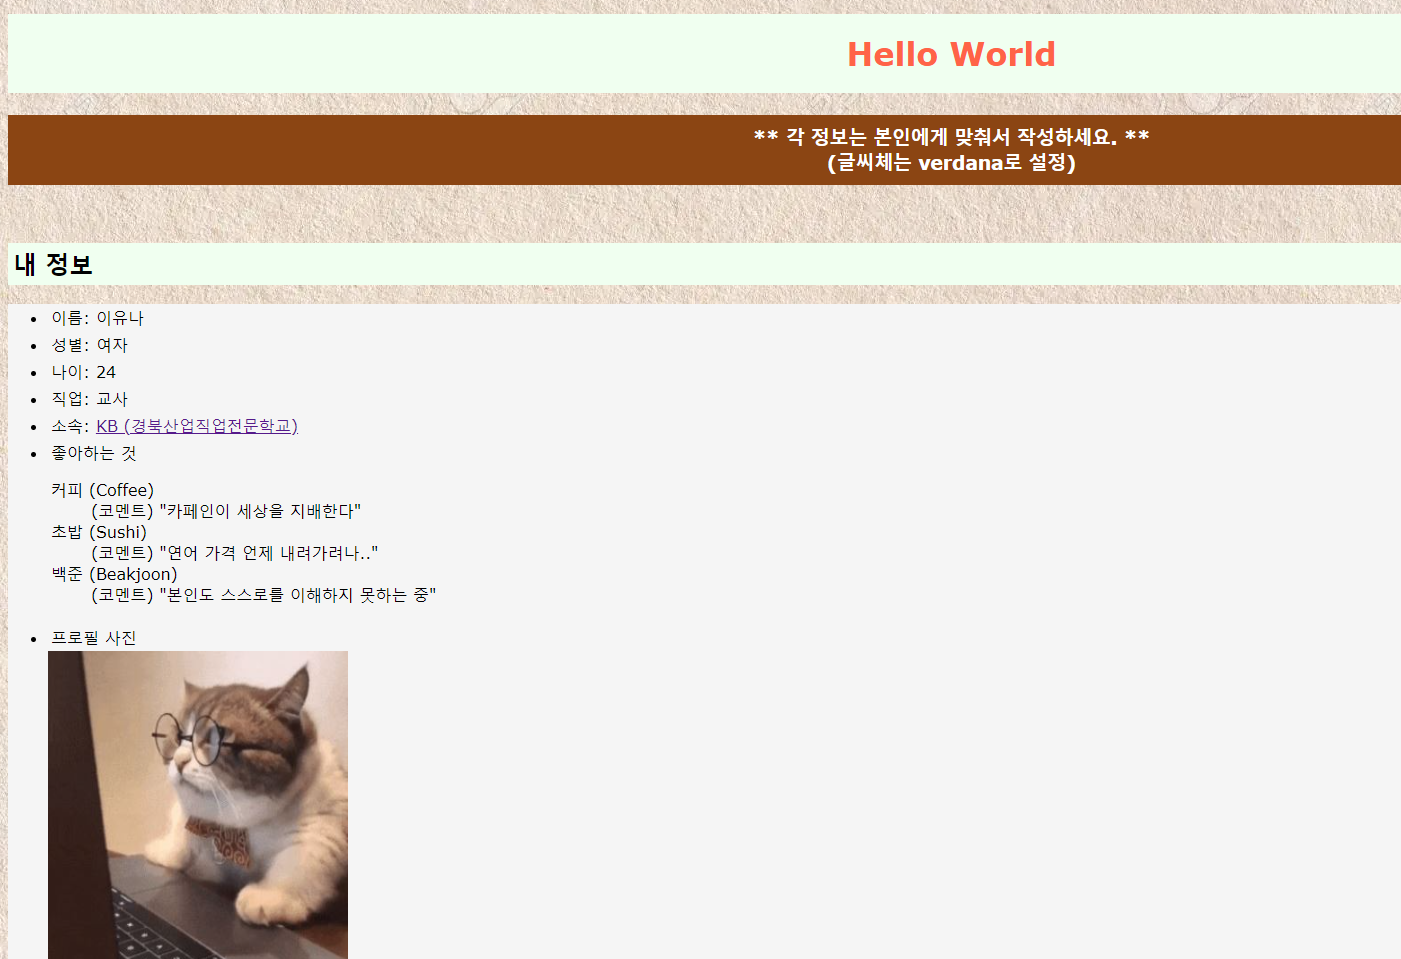 Hello World
** 각 정보는 본인에게 맞춰서 작성하세요. **
(글씨체는 verdana로 설정)
내 정보
• 이름: 이유나
• 성별: 여자
• 나이: 24
• 직업: 교사
• 소속: KB (경북산업직업전문학교)
• 좋아하는 것
커피 (Coffee)
(코멘트) "카페인이 세상을 지배한다"
초밥 (Sushi)
(코멘트) "연어 가격 언제 내려가려나.."
백준 (Beakjoon)
(코멘트) "본인도 스스로를 이해하지 못하는 중"
• 프로필 사진